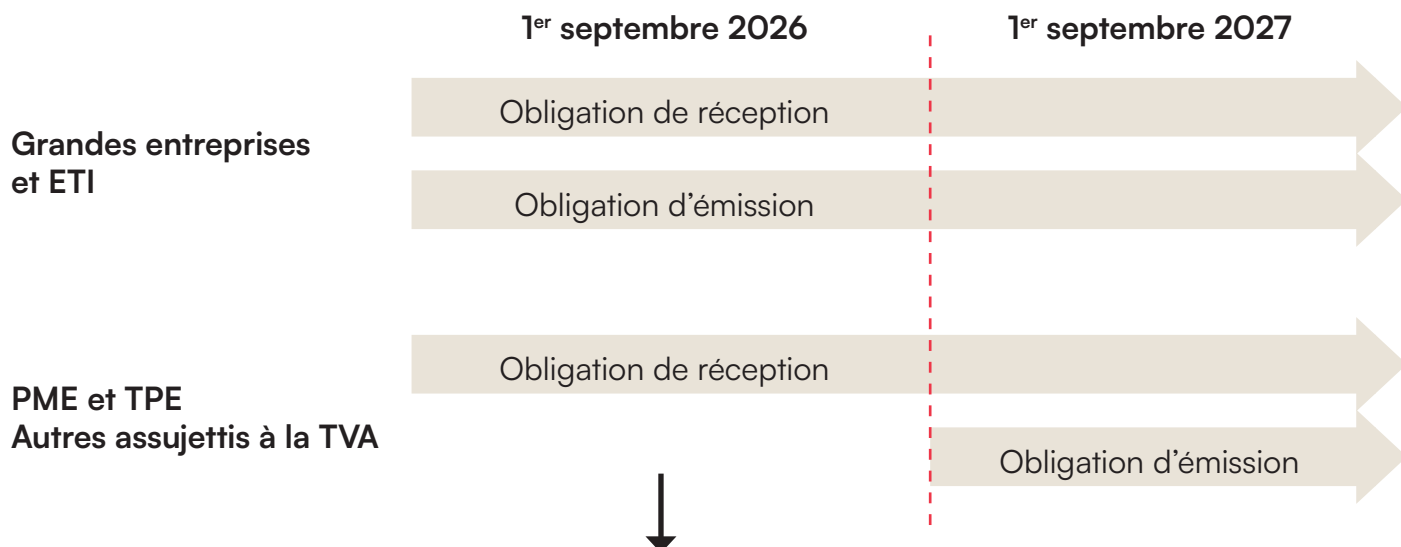 1er septembre 2026
1er septembre 2027
Grandes entreprises
et ETI
Obligation de réception
Obligation d’émission
PME et TPE
Autres assujettis à la TVA
Obligation de réception
Obligation d’émission